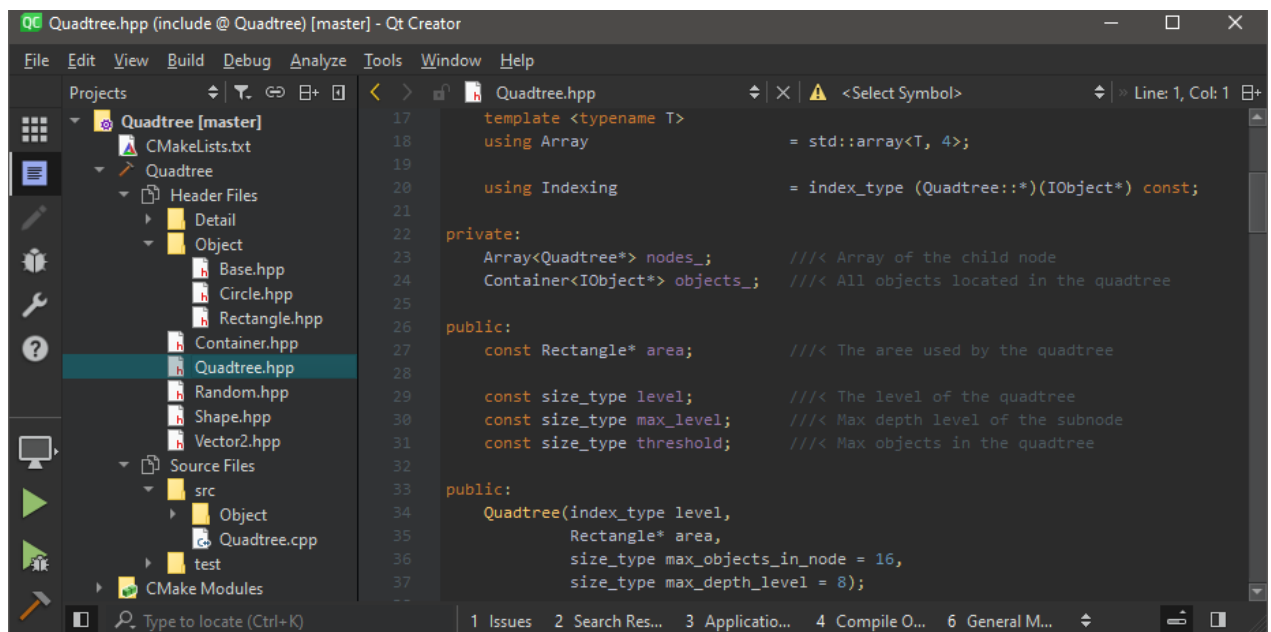 QC Quadtree.hpp (include @ Quadtree) [master] - Qt Creator
File Edit View Build Debug Analyze Tools Window Help
Projects
Quadtree.hpp
<Select Symbol>
» Line: 1, Col: 1
Quadtree [master]
CMakeLists.txt
Quadtree
Header Files
Detail
Object
Base.hpp
Circle.hpp
Rectangle.hpp
Container.hpp
Quadtree.hpp
Random.hpp
Shape.hpp
Vector2.hpp
Source Files
src
Object
Quadtree.cpp
test
CMake Modules
17 template <typename T>
18 using Array = std::array<T, 4>;
19
20 using Indexing = index_type (Quadtree::*)(IObject*) const;
21
22 private:
23 Array<Quadtree*> nodes_; ///< Array of the child node
24 Container<IObject*> objects_; ///< All objects located in the quadtree
25
26 public:
27 const Rectangle* area; ///< The aree used by the quadtree
28
29 const size_type level; ///< The level of the quadtree
30 const size_type max_level; ///< Max depth level of the subnode
31 const size_type threshold; ///< Max objects in the quadtree
32
33 public:
34 Quadtree(index_type level,
35 Rectangle* area,
36 size_type max_objects_in_node = 16,
37 size_type max_depth_level = 8);
Type to locate (Ctrl+K)
1 Issues 2 Search Res... 3 Applicatio... 4 Compile O... 6 General M...